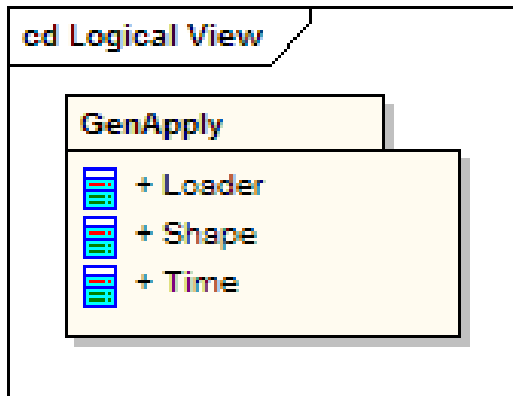 cd Logical View
GenApply
+ Loader
+ Shape
+ Time